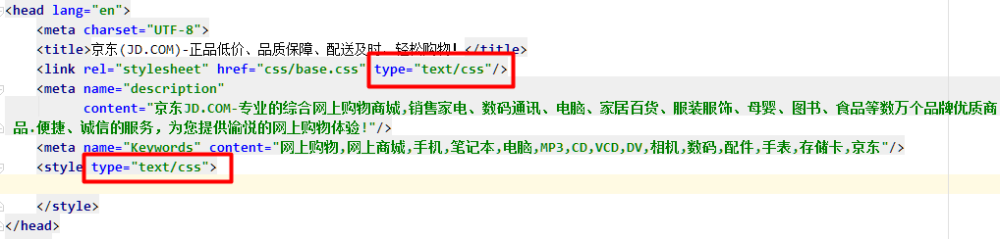 <head lang="en">
<meta charset="UTF-8">
<title>京东(JD.COM)-正品低价、品质保障、配送及时、轻松购物！</title>
<link rel="stylesheet" href="css/base.css" type="text/css"/>
<meta name="description"
content="京东JD.COM-专业的综合网上购物商城,销售家电、数码通讯、电脑、家居百货、服装服饰、母婴、图书、食品等数万个品牌优质商
品.便捷、诚信的服务，为您提供愉悦的网上购物体验!"/>
<meta name="Keywords" content="网上购物,网上商城,手机,笔记本,电脑,MP3,CD,VCD,DV,相机,数码,配件,手表,存储卡,京东"/>
<style type="text/css">
</style>
</head>